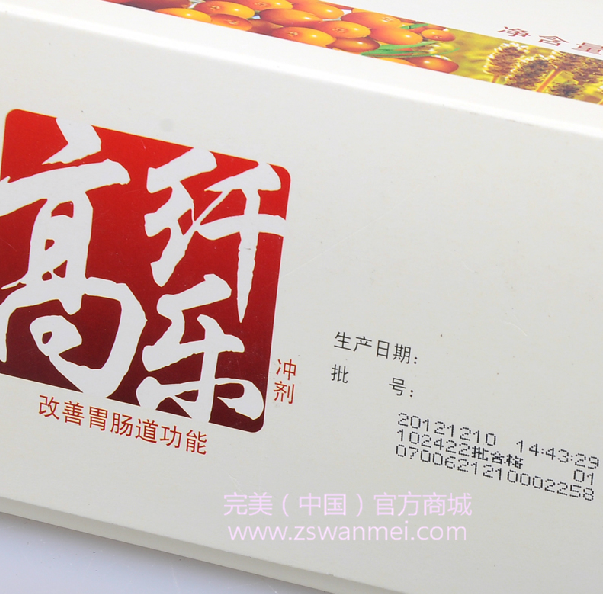 净含量
高纤乐
冲剂
改善胃肠道功能
生产日期:
批 号:
20121210 14:43:29
102422批合格 01
0700621210002258
完美（中国）官方商城
www.zswanmei.com